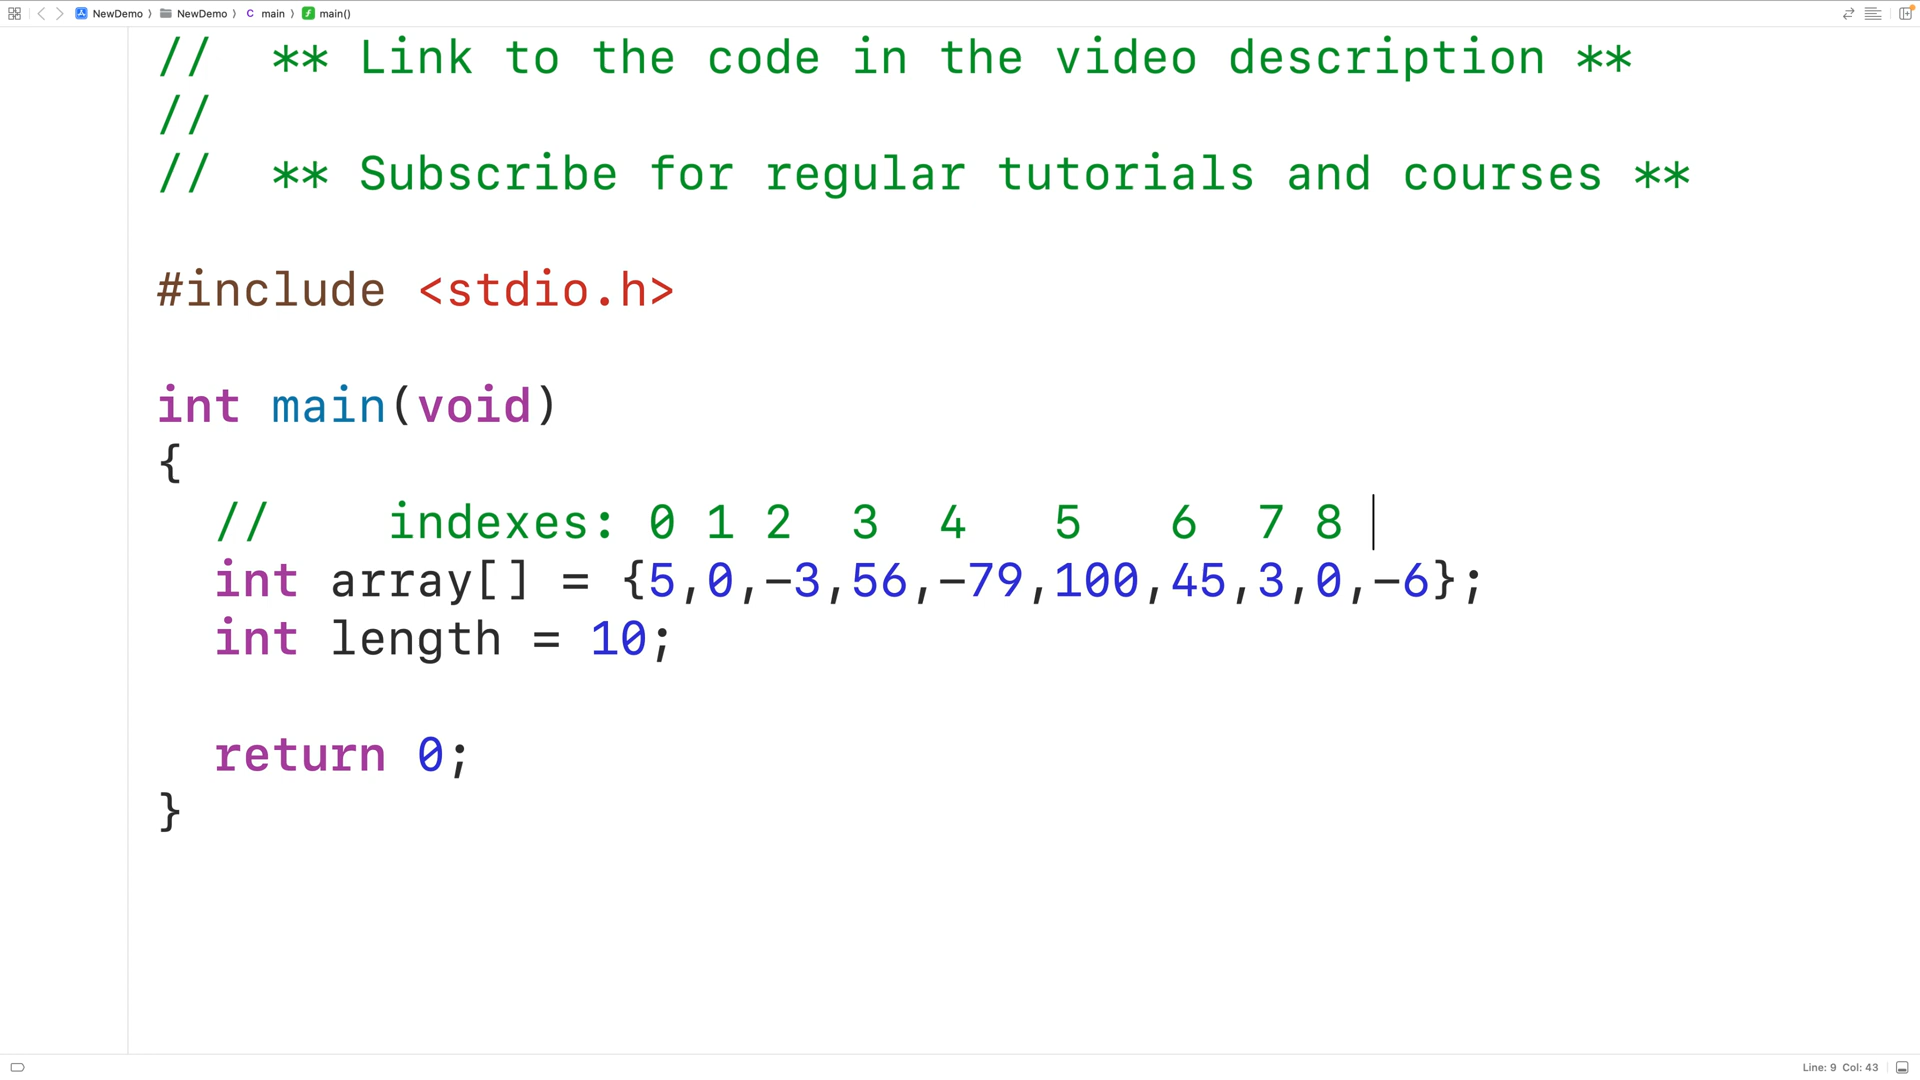 NewDemo 〉 NewDemo 〉 C main 〉 f main()
//  ** Link to the code in the video description **
//
//  ** Subscribe for regular tutorials and courses **
#include <stdio.h>
int main(void)
{
//    indexes: 0 1 2  3  4   5   6  7 8
int array[] = {5,0,-3,56,-79,100,45,3,0,-6};
int length = 10;
return 0;
}
Line: 9 Col: 43